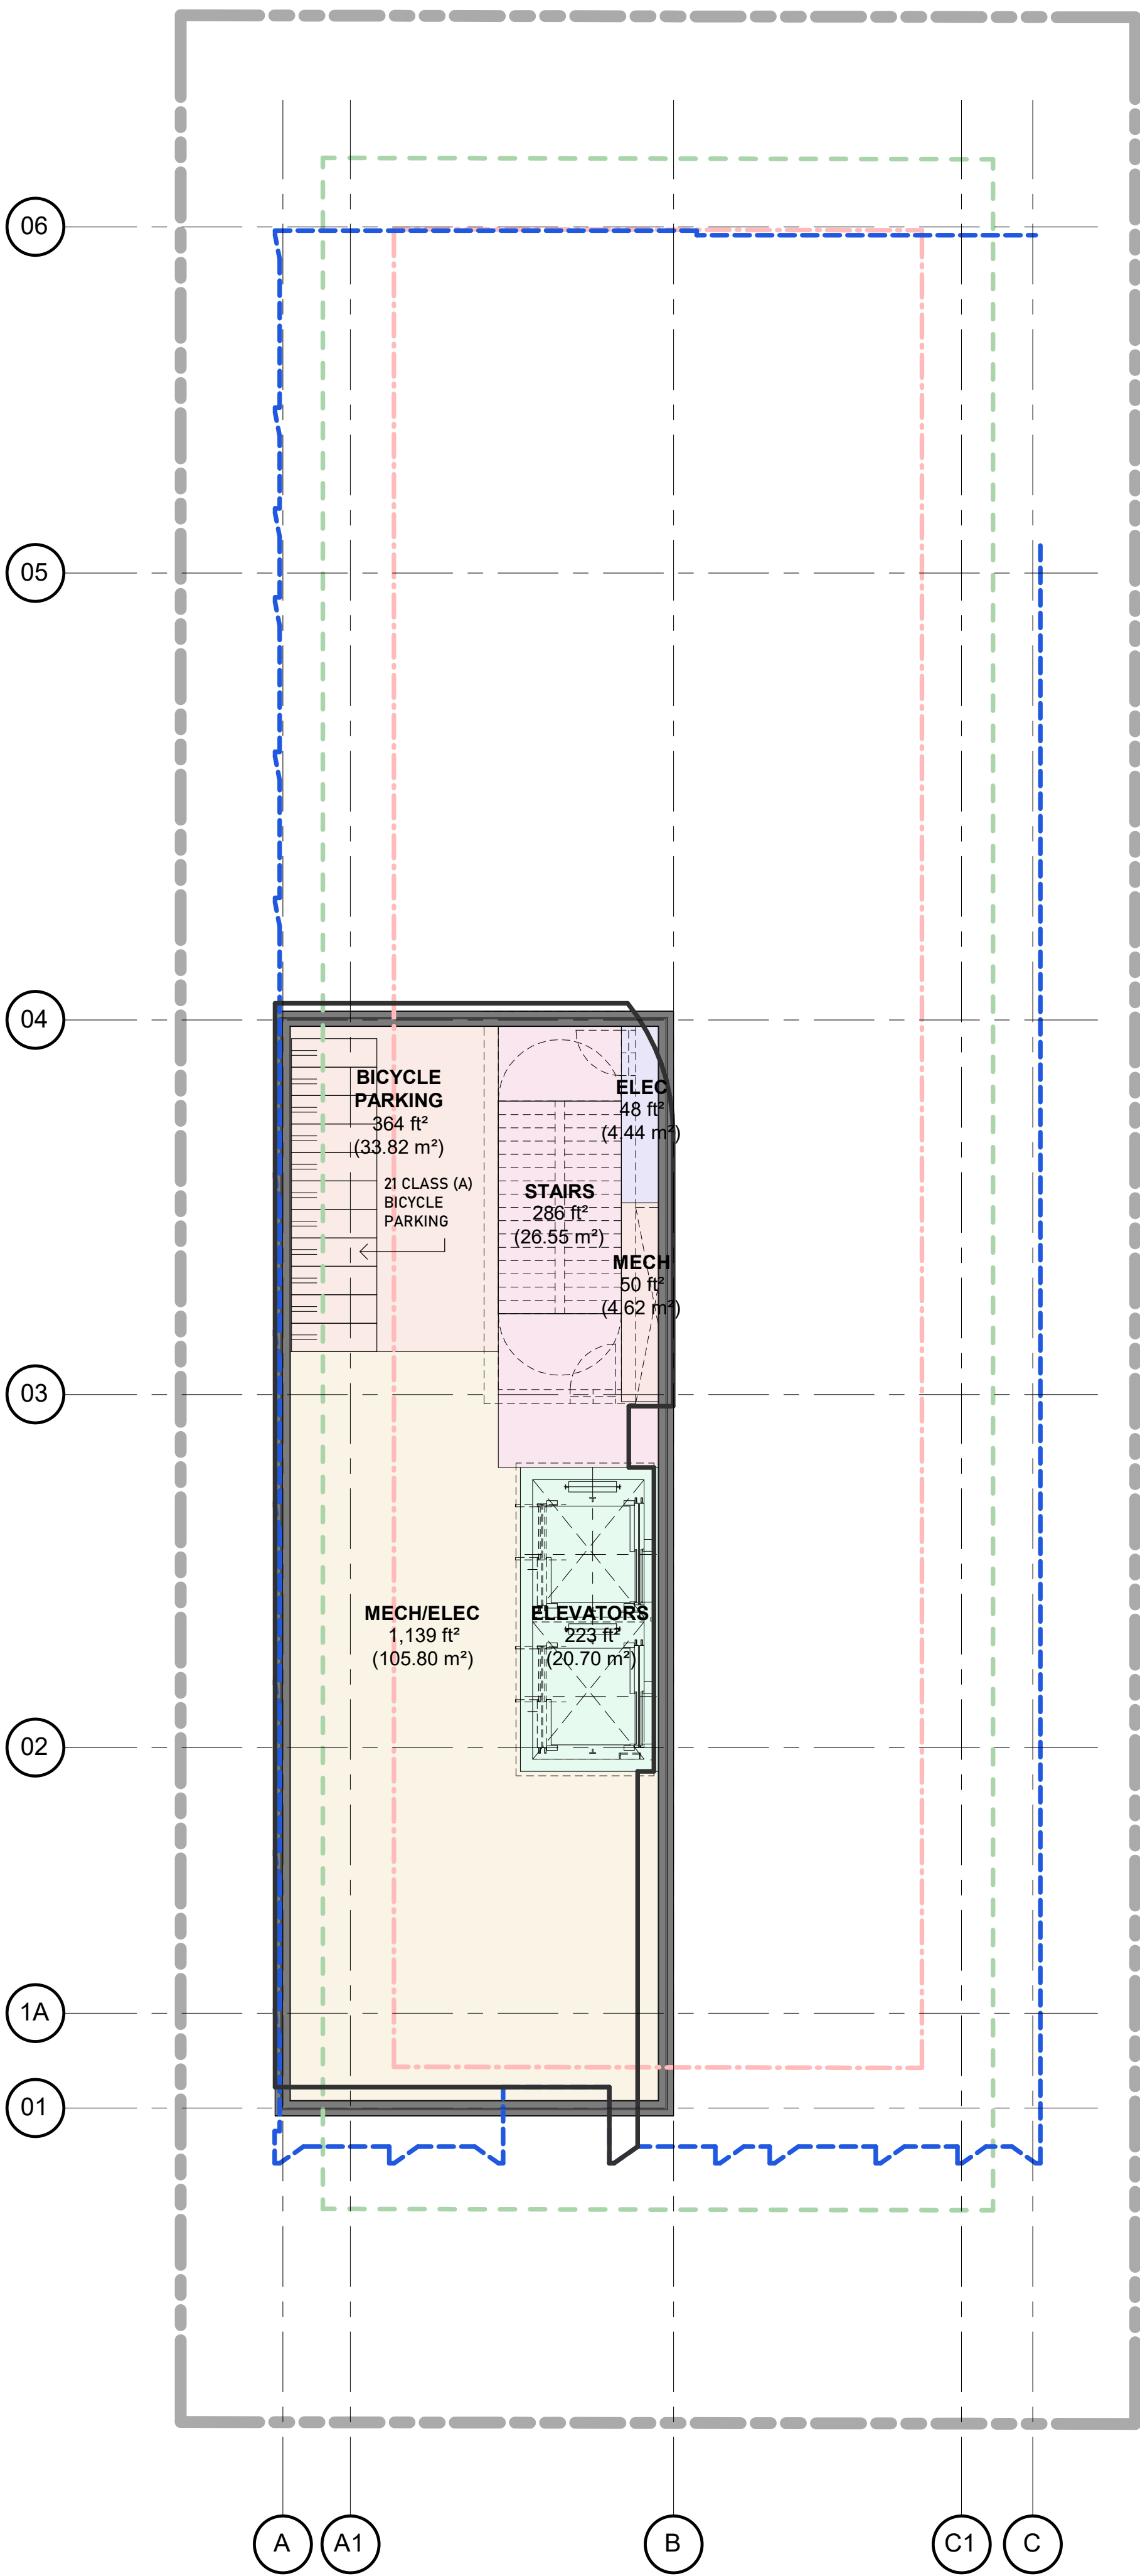 06
05
04
BICYCLE
PARKING
364 ft²
(33.82 m²)
ELEC
48 ft²
(4.44 m²)
21 CLASS (A)
BICYCLE
PARKING
STAIRS
286 ft²
(26.55 m²)
MECH
50 ft²
(4.62 m²)
03
MECH/ELEC
1,139 ft²
(105.80 m²)
ELEVATORS
223 ft²
(20.70 m²)
02
1A
01
A
A1
B
C1
C